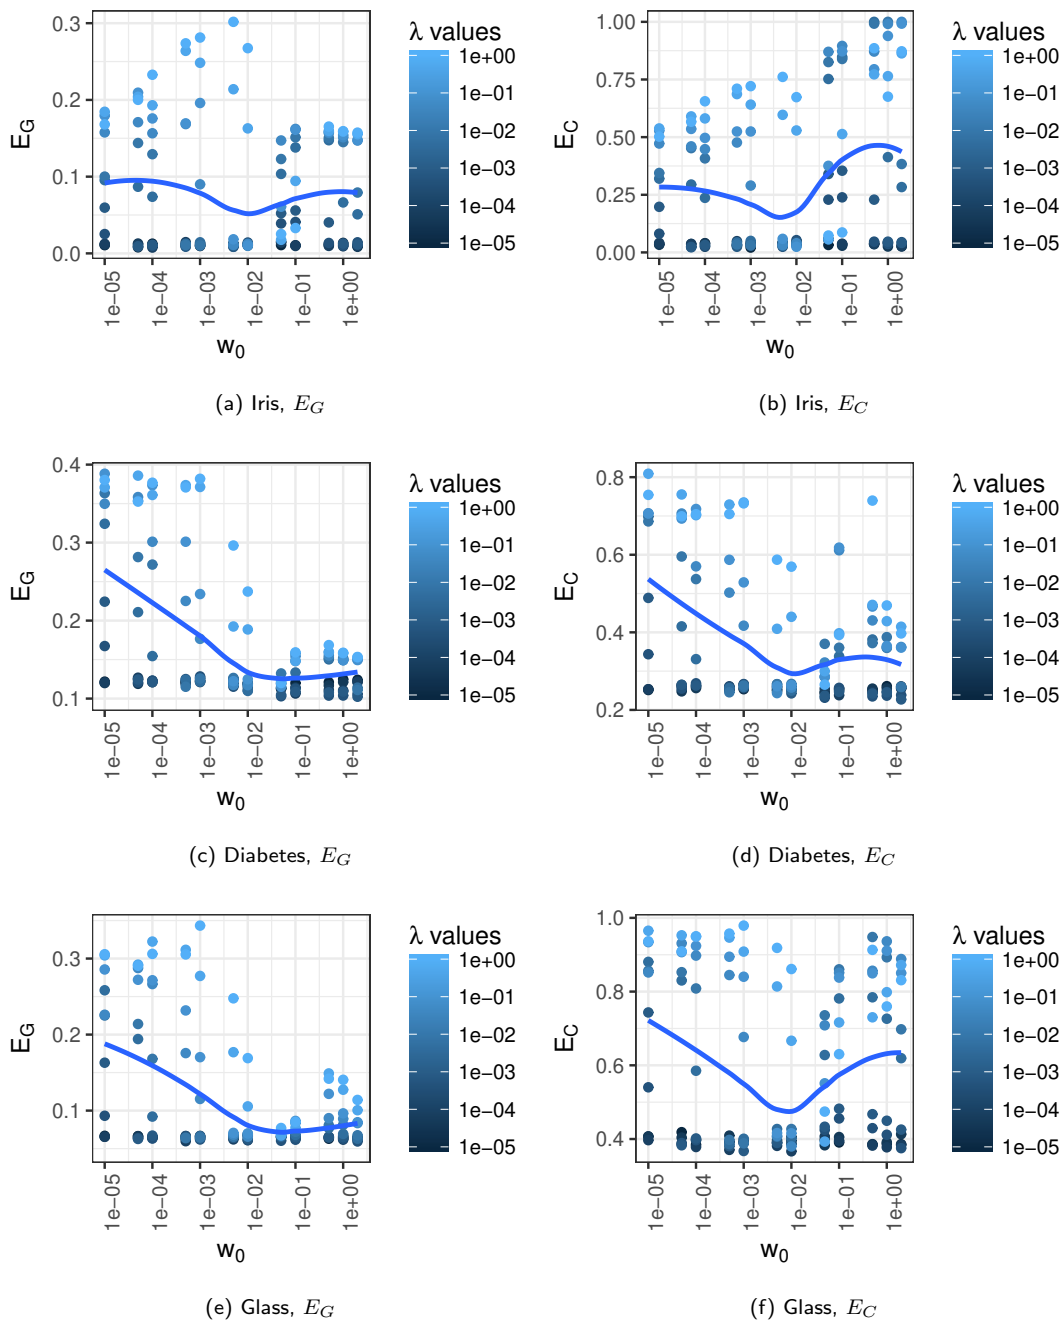 0.3
0.2
0.1
0.0
E_G
1e−05
1e−04
1e−03
1e−02
1e−01
1e+00
w_0
λ values
1e+00
1e−01
1e−02
1e−03
1e−04
1e−05
(a) Iris, E_G
1.00
0.75
0.50
0.25
0.00
E_C
1e−05
1e−04
1e−03
1e−02
1e−01
1e+00
w_0
λ values
1e+00
1e−01
1e−02
1e−03
1e−04
1e−05
(b) Iris, E_C
0.4
0.3
0.2
0.1
E_G
1e−05
1e−04
1e−03
1e−02
1e−01
1e+00
w_0
λ values
1e+00
1e−01
1e−02
1e−03
1e−04
1e−05
(c) Diabetes, E_G
0.8
0.6
0.4
0.2
E_C
1e−05
1e−04
1e−03
1e−02
1e−01
1e+00
w_0
λ values
1e+00
1e−01
1e−02
1e−03
1e−04
1e−05
(d) Diabetes, E_C
0.3
0.2
0.1
E_G
1e−05
1e−04
1e−03
1e−02
1e−01
1e+00
w_0
λ values
1e+00
1e−01
1e−02
1e−03
1e−04
1e−05
(e) Glass, E_G
1.0
0.8
0.6
0.4
E_C
1e−05
1e−04
1e−03
1e−02
1e−01
1e+00
w_0
λ values
1e+00
1e−01
1e−02
1e−03
1e−04
1e−05
(f) Glass, E_C